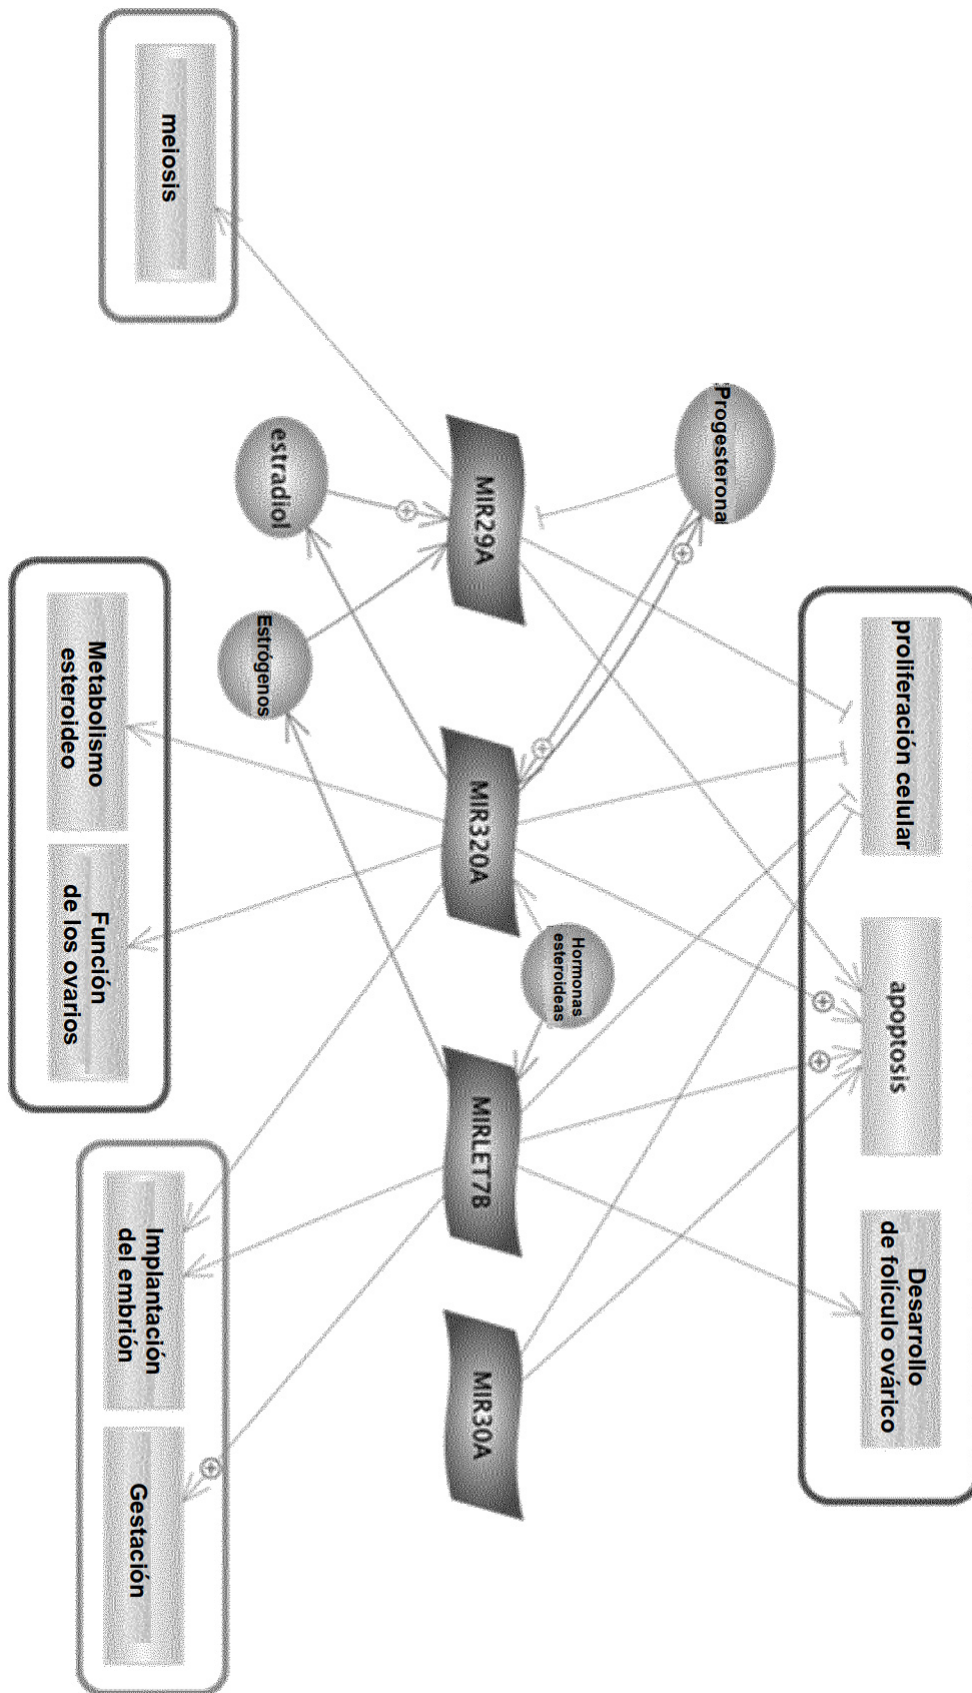 proliferación celular
apoptosis
Desarrollo
de folículo ovárico
Progesterona
Hormonas
esteroideas
MIR29A
MIR320A
MIRLET7B
MIR30A
estradiol
Estrógenos
meiosis
Metabolismo
esteroideo
Función
de los ovarios
Implantación
del embrión
Gestación